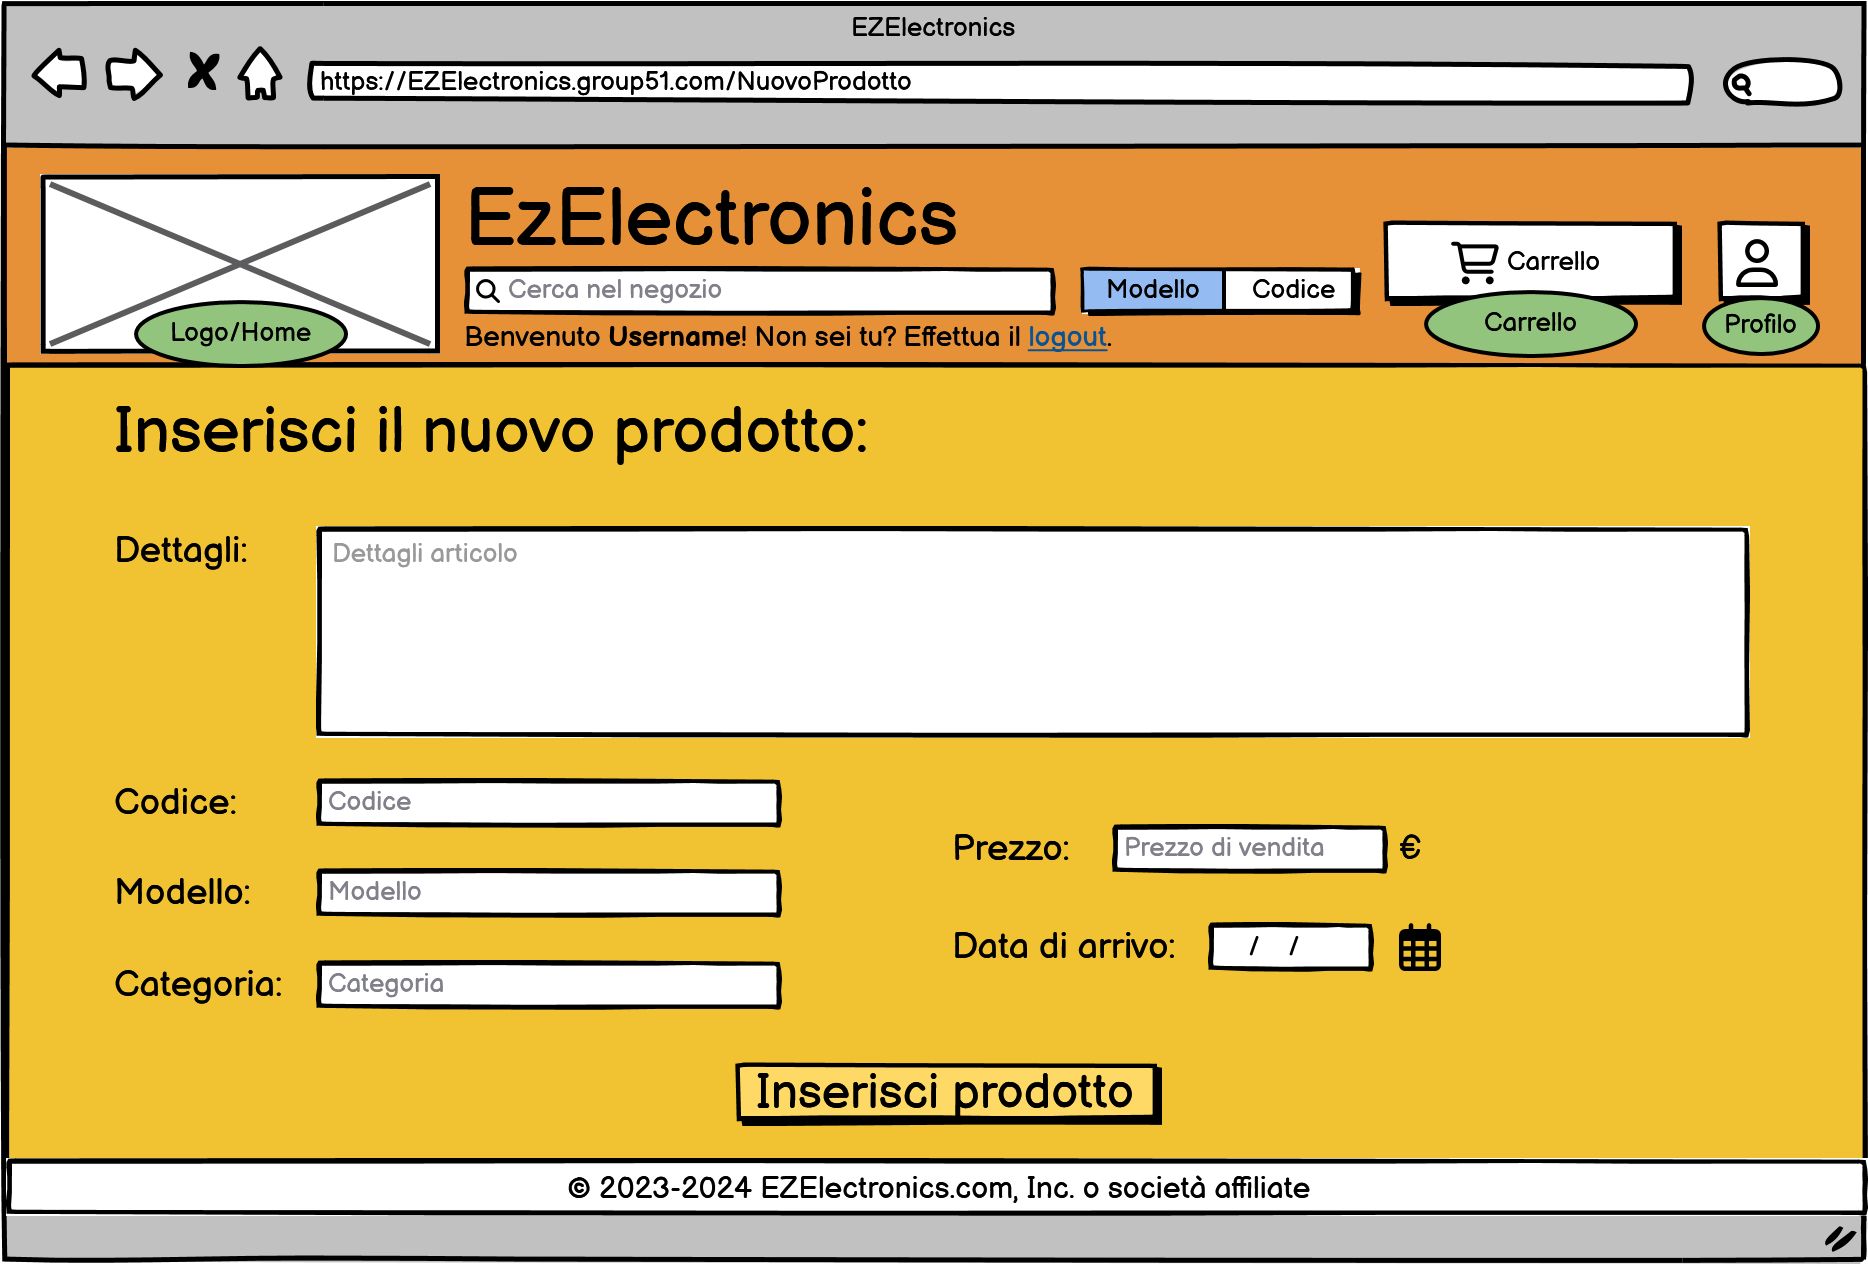 EZElectronics
https://EZElectronics.group51.com/NuovoProdotto
EzElectronics
Cerca nel negozio
Modello Codice
Carrello
Logo/Home
Benvenuto Username! Non sei tu? Effettua il logout.
Carrello
Profilo
Inserisci il nuovo prodotto:
Dettagli:
Dettagli articolo
Codice:
Codice
Modello:
Modello
Categoria:
Categoria
Prezzo:
Prezzo di vendita
€
Data di arrivo:
/ /
Inserisci prodotto
© 2023-2024 EZElectronics.com, Inc. o società affiliate